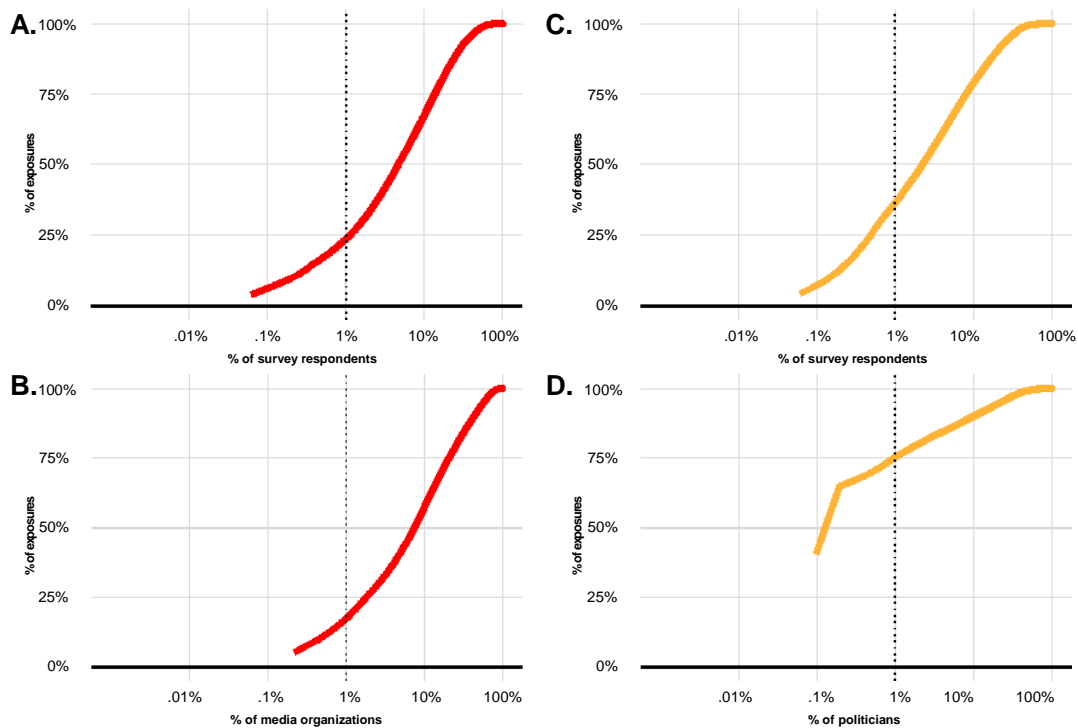 A.
100%
75%
50%
25%
0%
% of exposures
.01% .1% 1% 10% 100%
% of survey respondents
C.
100%
75%
50%
25%
0%
% of exposures
.01% .1% 1% 10% 100%
% of survey respondents
B.
100%
75%
50%
25%
0%
% of exposures
.01% .1% 1% 10% 100%
% of media organizations
D.
100%
75%
50%
25%
0%
% of exposures
.1% 1% 10% 100%
.01%
% of politicians